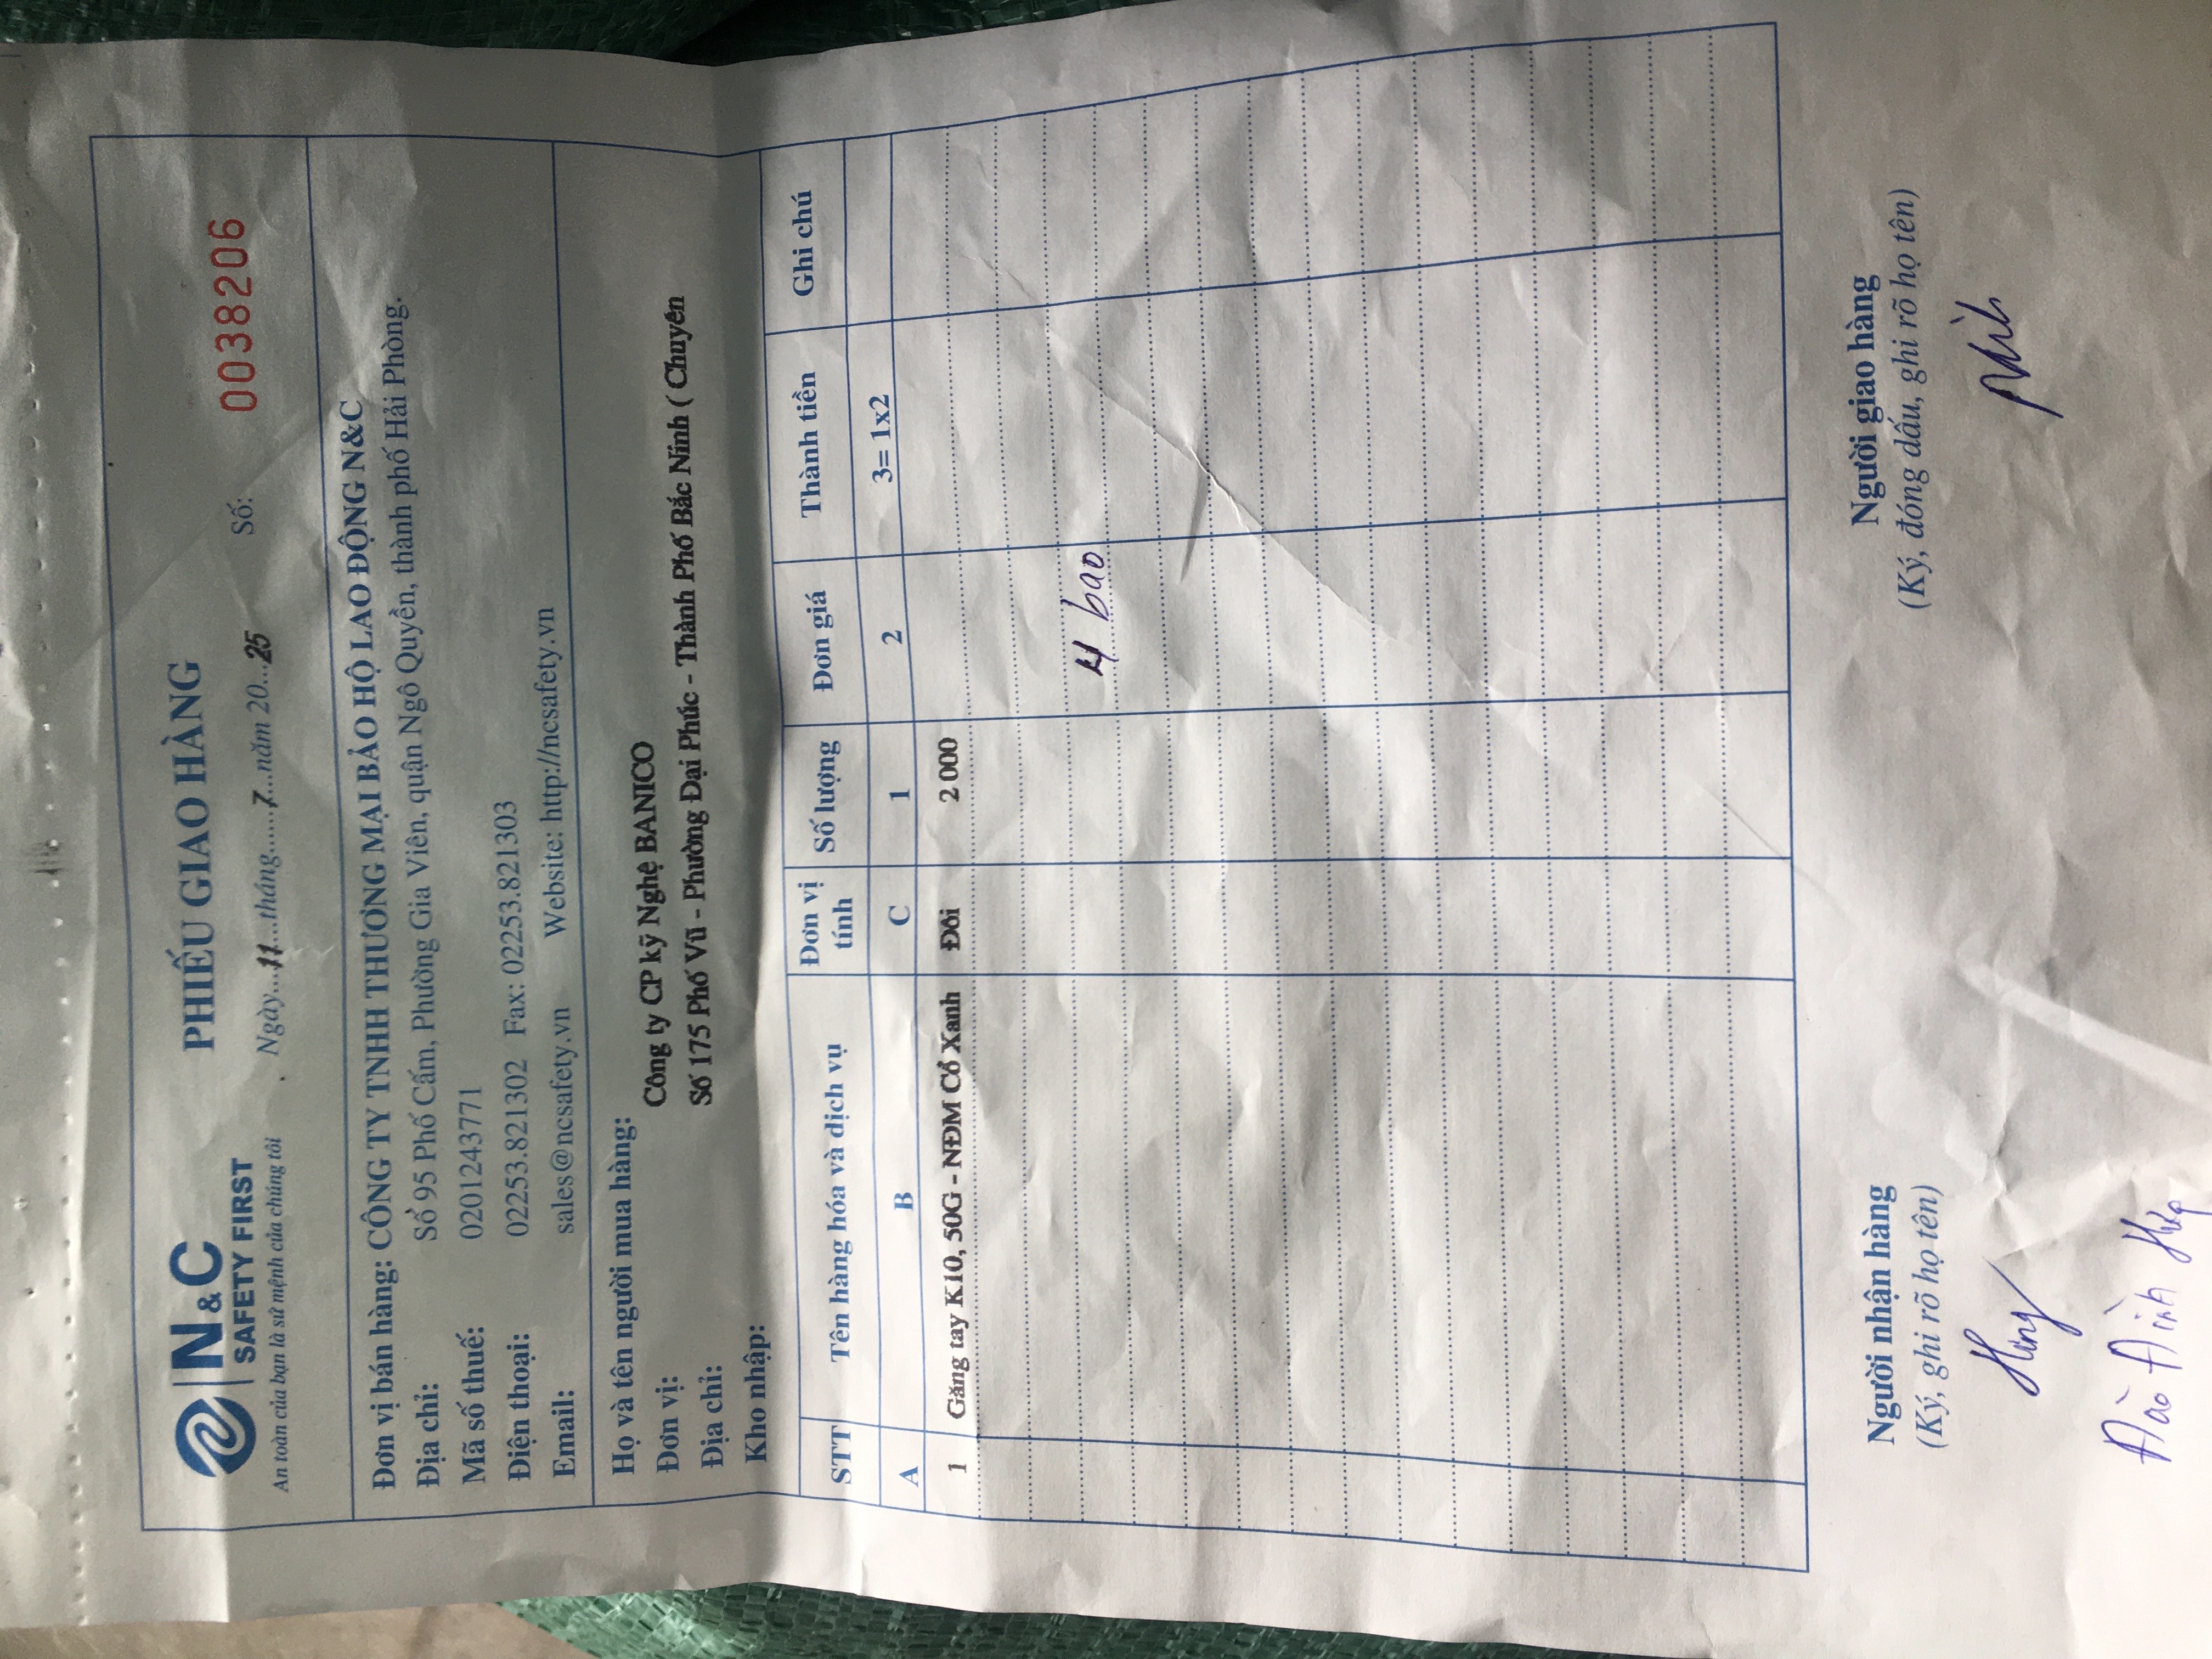 N&C
SAFETY FIRST
An toàn của bạn là sứ mệnh của chúng tôi
PHIẾU GIAO HÀNG
Ngày...11...tháng......7...năm 20...25
Số: 0038206
Đơn vị bán hàng: CÔNG TY TNHH THƯƠNG MẠI BẢO HỘ LAO ĐỘNG N&C
Địa chỉ: Số 95 Phố Cấm, Phường Gia Viên, quận Ngô Quyền, thành phố Hải Phòng.
Mã số thuế: 0201243771
Điện thoại: 02253.821302 Fax: 02253.821303
Email: sales@ncsafety.vn Website: http://ncsafety.vn
Họ và tên người mua hàng:
Đơn vị: Công ty CP kỹ Nghệ BANICO
Địa chỉ: Số 175 Phố Vũ - Phường Đại Phúc - Thành Phố Bắc Ninh ( Chuyên
Kho nhập:
STT Tên hàng hóa và dịch vụ Đơn vị tính Số lượng Đơn giá Thành tiền Ghi chú
A B C 1 2 3= 1x2
1 Găng tay K10, 50G - NĐM Cổ Xanh Đôi 2 000
4 bao
Người nhận hàng Người giao hàng
(Ký, ghi rõ họ tên) (Ký, đóng dấu, ghi rõ họ tên)
Đào Đình